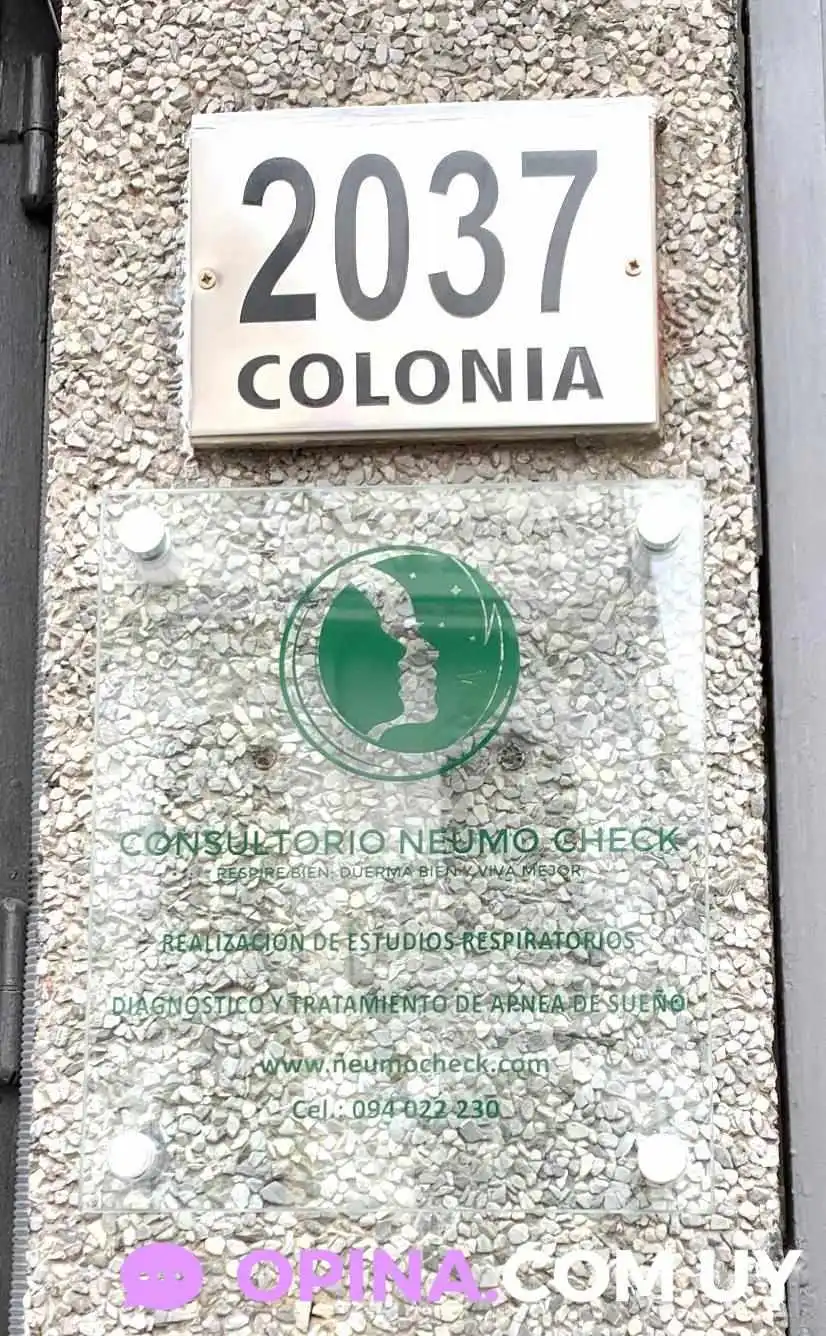 2037
COLONIA
CONSULTORIO NEUMO CHECK
RESPIRE BIEN, DUERMA BIEN Y VIVA MEJOR
REALIZACIÓN DE ESTUDIOS RESPIRATORIOS
DIAGNÓSTICO Y TRATAMIENTO DE APNEA DE SUEÑO
www.neumocheck.com
Cel.: 094 022 230
OPINA.COM.UY